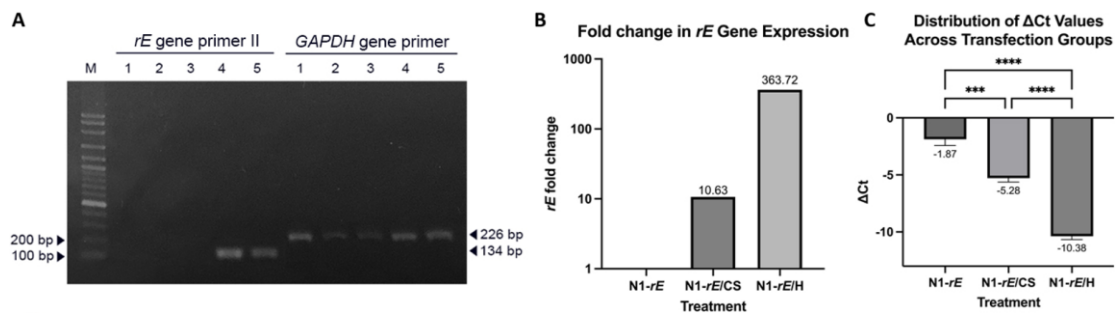 A
rE gene primer II
GAPDH gene primer
M 1 2 3 4 5 1 2 3 4 5
200 bp
100 bp
226 bp
134 bp
B
Fold change in rE Gene Expression
rE fold change
1000
100
10
1
10.63
363.72
N1-rE N1-rE/CS N1-rE/H
Treatment
C
Distribution of ΔCt Values
Across Transfection Groups
****
*** ****
ΔCt
0
-5
-10
-1.87
-5.28
-10.38
N1-rE N1-rE/CS N1-rE/H
Treatment